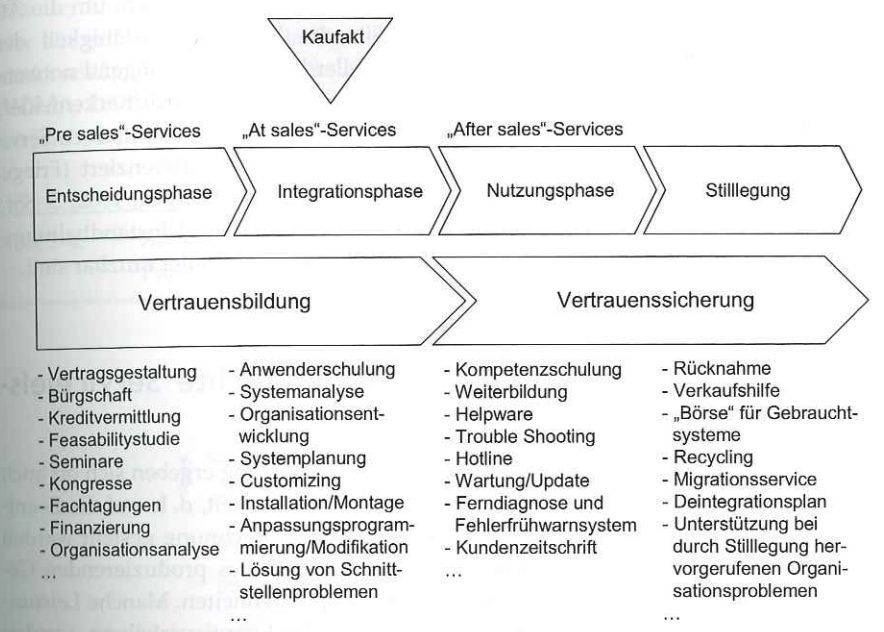 Kaufakt
„Pre sales“-Services
„At sales“-Services
„After sales“-Services
Entscheidungsphase
Integrationsphase
Nutzungsphase
Stilllegung
Vertrauensbildung
Vertrauenssicherung
- Vertragsgestaltung
- Bürgschaft
- Kreditvermittlung
- Feasabilitystudie
- Seminare
- Kongresse
- Fachtagungen
- Finanzierung
- Organisationsanalyse
...
- Anwenderschulung
- Systemanalyse
- Organisationsent-
wicklung
- Systemplanung
- Customizing
- Installation/Montage
- Anpassungsprogram-
mierung/Modifikation
- Lösung von Schnitt-
stellenproblemen
...
- Kompetenzschulung
- Weiterbildung
- Helpware
- Trouble Shooting
- Hotline
- Wartung/Update
- Ferndiagnose und
Fehlerfrühwarnsystem
- Kundenzeitschrift
...
- Rücknahme
- Verkaufshilfe
- „Börse“ für Gebraucht-
systeme
- Recycling
- Migrationsservice
- Deintegrationsplan
- Unterstützung bei
durch Stilllegung her-
vorgerufenen Organi-
sationsproblemen
...